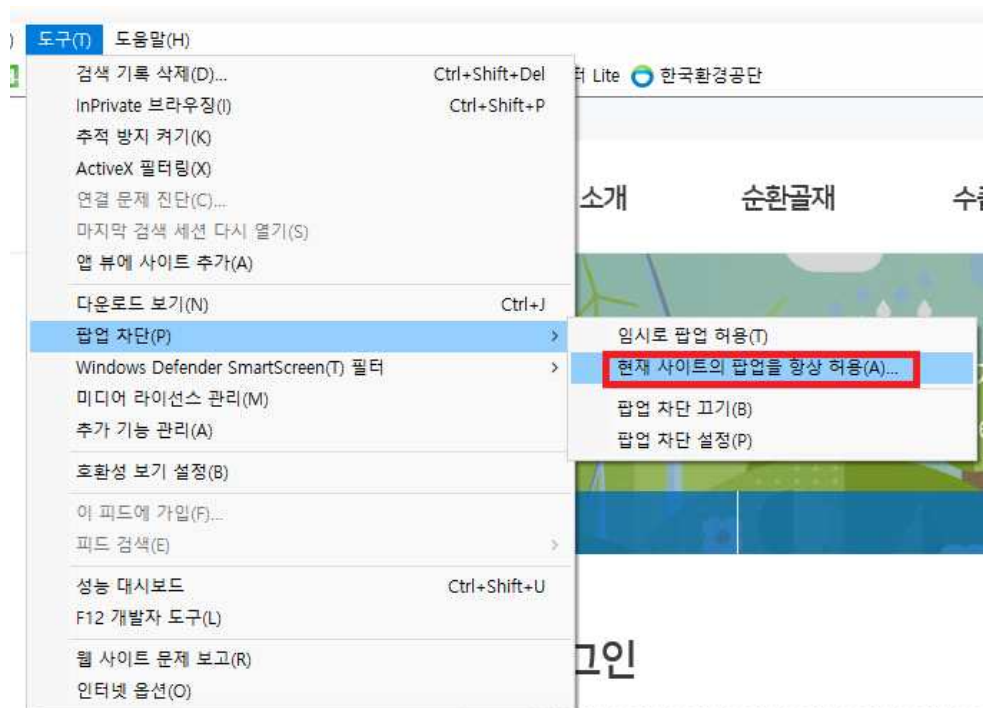 도구(T) 도움말(H)
Lite 한국환경공단
검색 기록 삭제(D)... Ctrl+Shift+Del
InPrivate 브라우징(I) Ctrl+Shift+P
추적 방지 켜기(K)
ActiveX 필터링(X)
연결 문제 진단(C)...
마지막 검색 세션 다시 열기(S)
앱 뷰에 사이트 추가(A)
다운로드 보기(N) Ctrl+J
팝업 차단(P) >
Windows Defender SmartScreen(T) 필터 >
미디어 라이선스 관리(M)
추가 기능 관리(A)
호환성 보기 설정(B)
이 피드에 가입(F)...
피드 검색(E) >
성능 대시보드 Ctrl+Shift+U
F12 개발자 도구(L)
웹 사이트 문제 보고(R)
인터넷 옵션(O)
소개 순환골재
임시로 팝업 허용(T)
현재 사이트의 팝업을 항상 허용(A)...
팝업 차단 끄기(B)
팝업 차단 설정(P)
그인